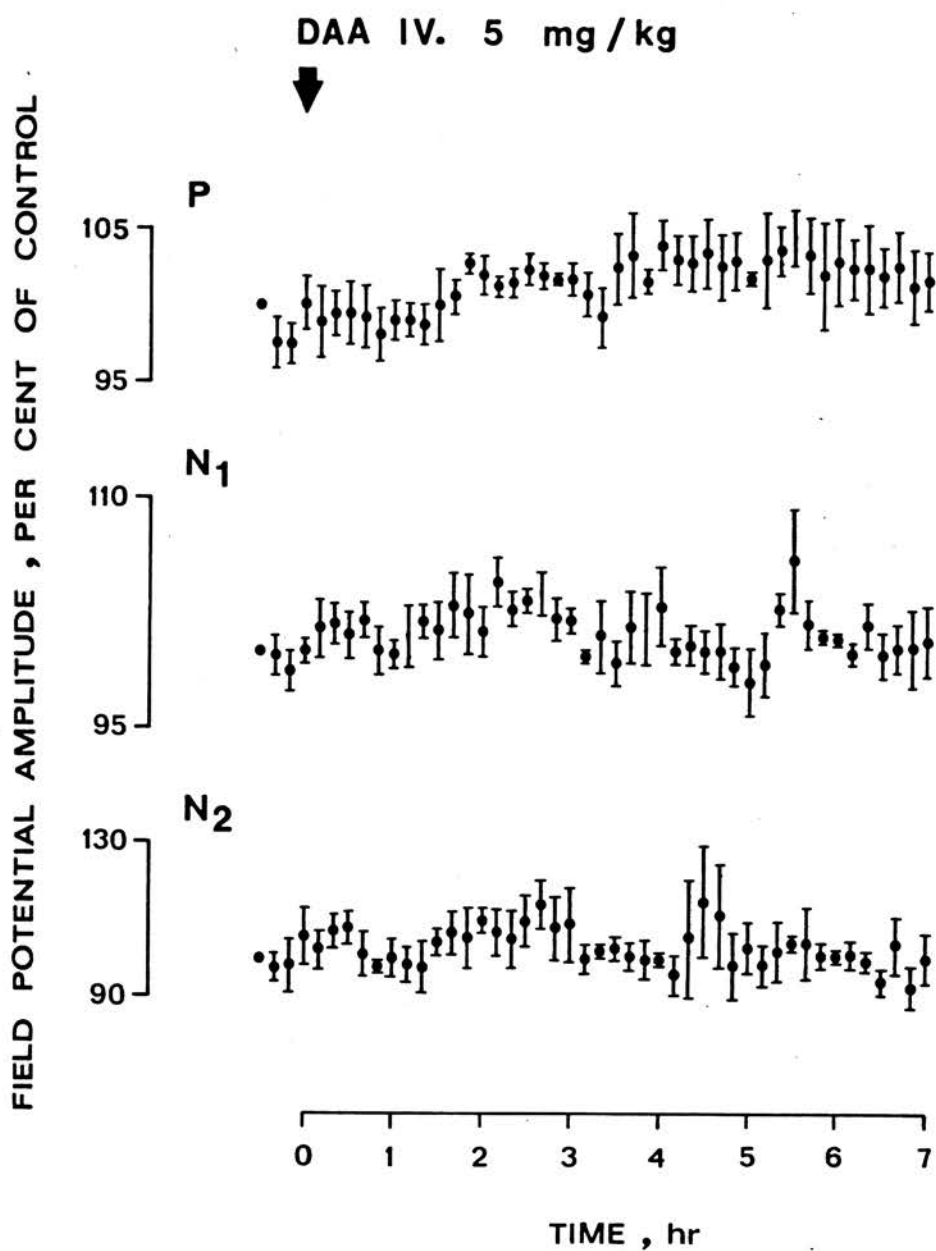 DAA IV. 5 mg/kg
FIELD POTENTIAL AMPLITUDE, PER CENT OF CONTROL
P
105
95
N1
110
95
N2
130
90
0 1 2 3 4 5 6 7
TIME, hr